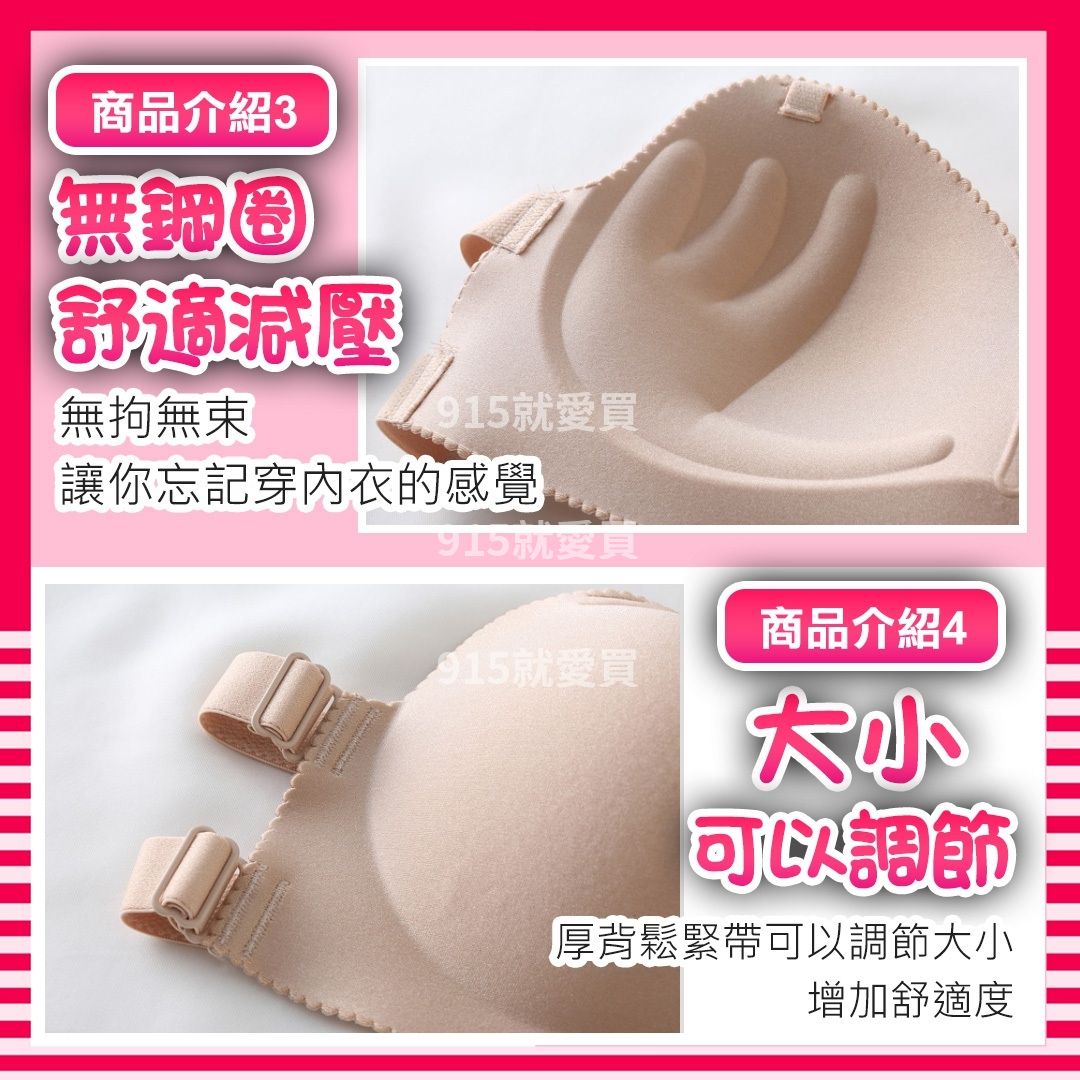 商品介紹3
無鋼圈
舒適減壓
無拘無束
讓你忘記穿內衣的感覺
915就愛買
915就愛買
915就愛買
商品介紹4
大小
可以調節
厚背鬆緊帶可以調節大小
增加舒適度